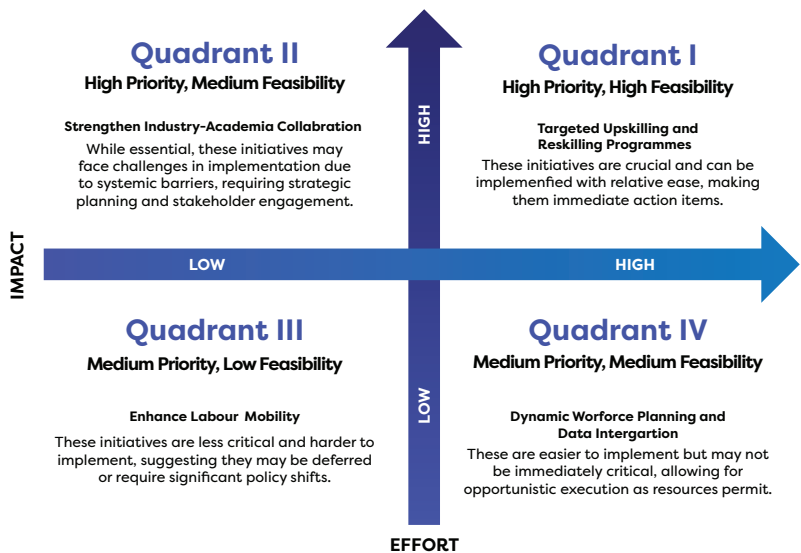 Quadrant II
High Priority, Medium Feasibility
Strengthen Industry-Academia Collabration
While essential, these initiatives may
face challenges in implementation due
to systemic barriers, requiring strategic
planning and stakeholder engagement.
HIGH
Quadrant I
High Priority, High Feasibility
Targeted Upskilling and
Reskilling Programmes
These initiatives are crucial and can be
implemenfied with relative ease, making
them immediate action items.
IMPACT
LOW
HIGH
Quadrant III
Medium Priority, Low Feasibility
Enhance Labour Mobility
These initiatives are less critical and harder to
implement, suggesting they may be deferred
or require significant policy shifts.
LOW
Quadrant IV
Medium Priority, Medium Feasibility
Dynamic Worforce Planning and
Data Intergartion
These are easier to implement but may not
be immediately critical, allowing for
opportunistic execution as resources permit.
EFFORT